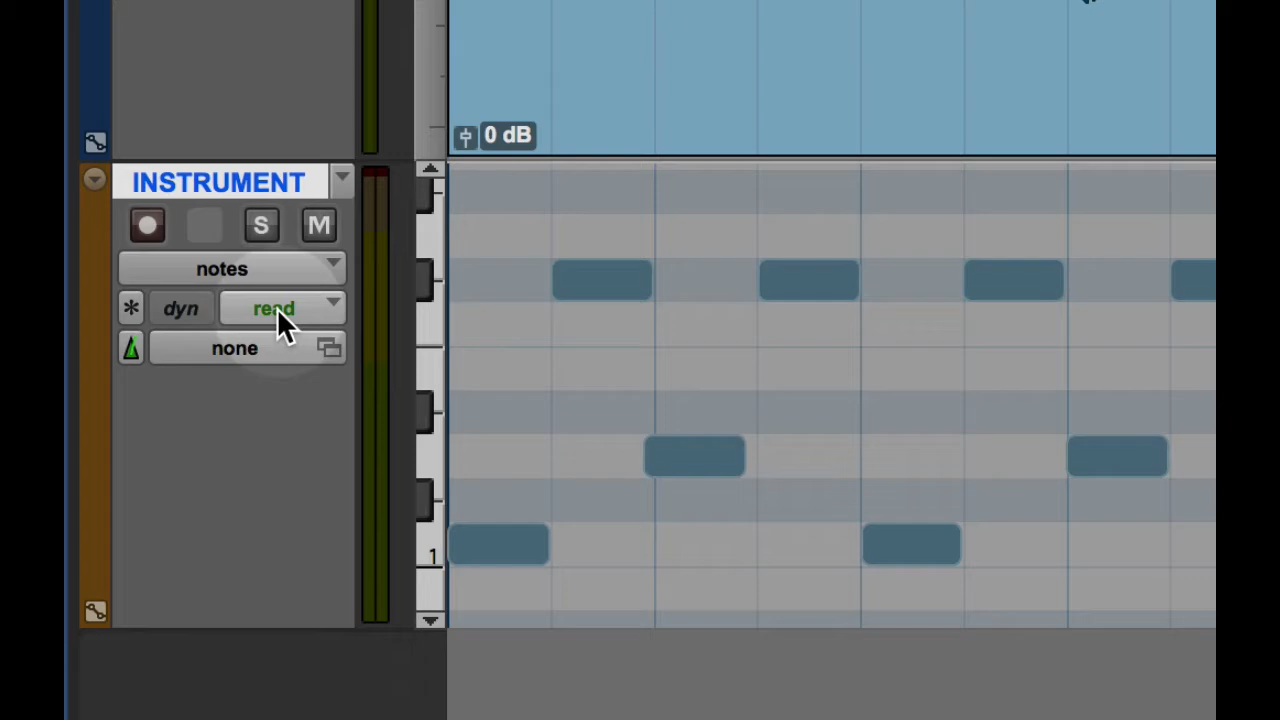 0 dB
INSTRUMENT
S M
notes
* dyn read
none
1